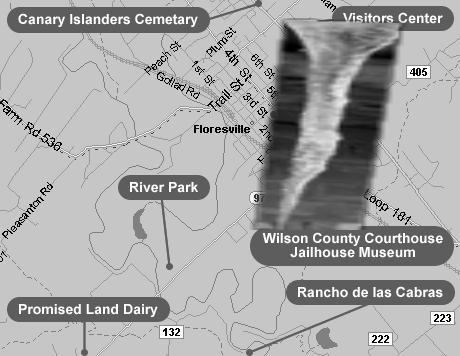 Canary Islanders Cemetary
Visitors Center
Plum St
Peach St
4th St
6th St
1st St
405
Goliad Rd
3rd St
Farm Rd 536
Floresville
River Park
Pleasanton Rd
97
Loop 181
Wilson County Courthouse
Jailhouse Museum
Rancho de las Cabras
Promised Land Dairy
132
223
222